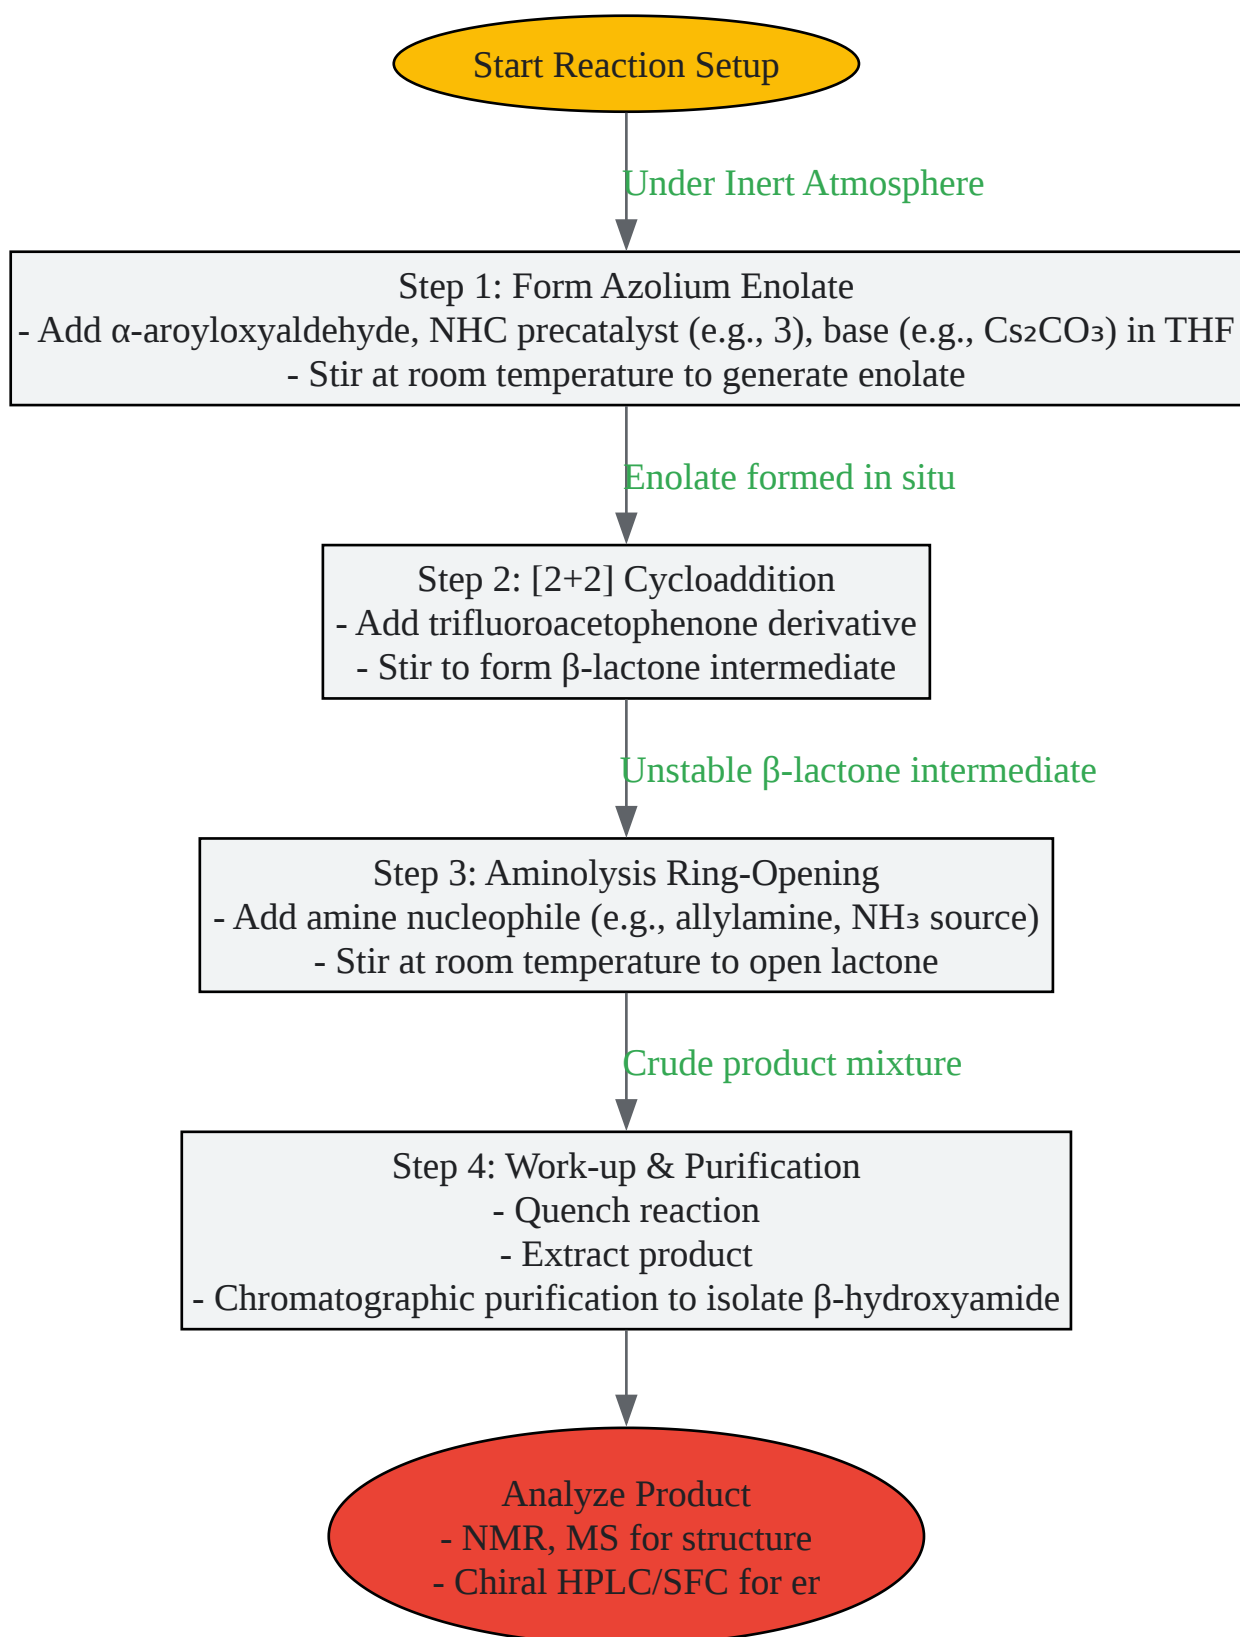 Start Reaction Setup
Under Inert Atmosphere
Step 1: Form Azolium Enolate
- Add α-aroyloxyaldehyde, NHC precatalyst (e.g., 3), base (e.g., Cs₂CO₃) in THF
- Stir at room temperature to generate enolate
Enolate formed in situ
Step 2: [2+2] Cycloaddition
- Add trifluoroacetophenone derivative
- Stir to form β-lactone intermediate
Unstable β-lactone intermediate
Step 3: Aminolysis Ring-Opening
- Add amine nucleophile (e.g., allylamine, NH₃ source)
- Stir at room temperature to open lactone
Crude product mixture
Step 4: Work-up & Purification
- Quench reaction
- Extract product
- Chromatographic purification to isolate β-hydroxyamide
Analyze Product
- NMR, MS for structure
- Chiral HPLC/SFC for er